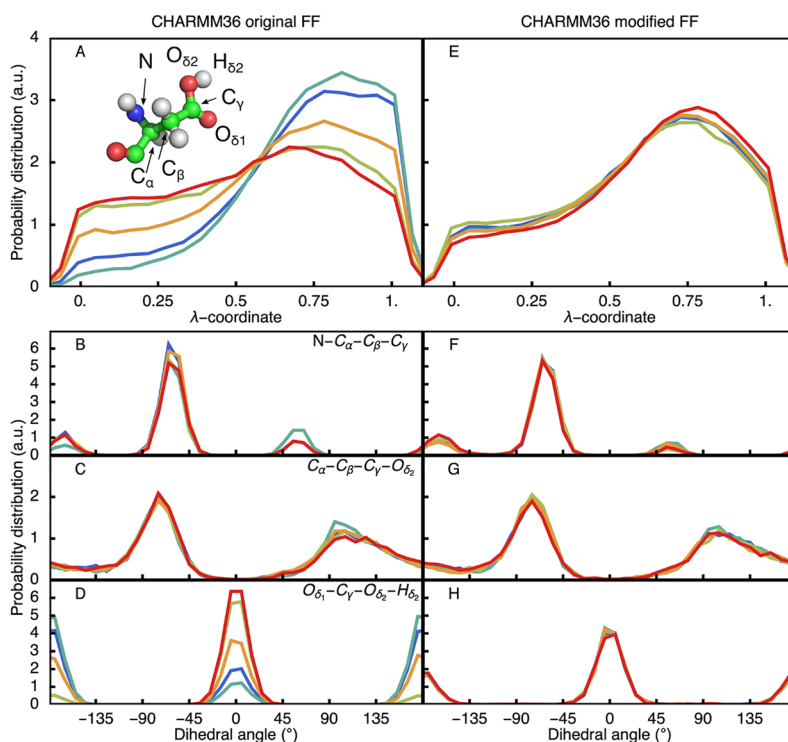 CHARMM36 original FF
CHARMM36 modified FF
Probability distribution (a.u.)
4
3
2
1
0
A
N
Oδ2
Hδ2
Cγ
Oδ1
Cα
Cβ
E
0. 0.25 0.5 0.75 1.
0. 0.25 0.5 0.75 1.
λ−coordinate
λ−coordinate
Probability distribution (a.u.)
6
5
4
3
2
1
0
B
N−Cα−Cβ−Cγ
F
2
1
0
C
Cα−Cβ−Cγ−Oδ2
G
6
5
4
3
2
1
0
D
Oδ1−Cγ−Oδ2−Hδ2
H
−135 −90 −45 0 45 90 135
−135 −90 −45 0 45 90 135
Dihedral angle (°)
Dihedral angle (°)